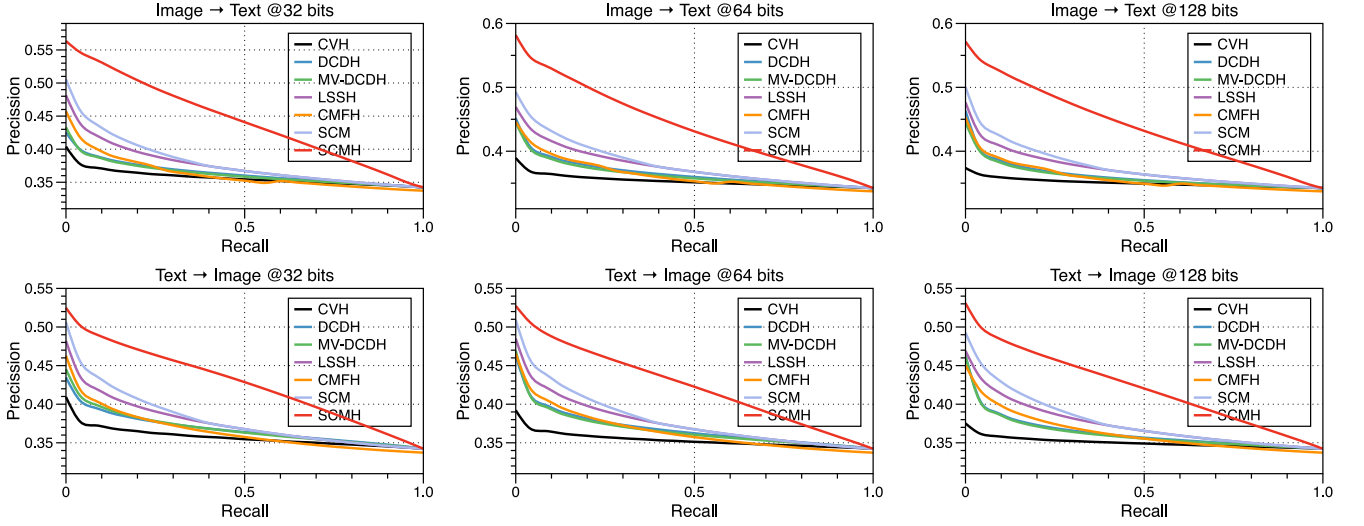 Image → Text @32 bits
Precission
0.55
0.50
0.45
0.40
0.35
CVH
DCDH
MV-DCDH
LSSH
CMFH
SCM
SCMH
0
0.5
1.0
Recall
Image → Text @64 bits
Precission
0.6
0.5
0.4
CVH
DCDH
MV-DCDH
LSSH
CMFH
SCM
SCMH
0
0.5
1.0
Recall
Image → Text @128 bits
Precission
0.6
0.5
0.4
CVH
DCDH
MV-DCDH
LSSH
CMFH
SCM
SCMH
0
0.5
1.0
Recall
Text → Image @32 bits
Precission
0.55
0.50
0.45
0.40
0.35
CVH
DCDH
MV-DCDH
LSSH
CMFH
SCM
SCMH
0
0.5
1.0
Recall
Text → Image @64 bits
Precission
0.55
0.50
0.45
0.40
0.35
CVH
DCDH
MV-DCDH
LSSH
CMFH
SCM
SCMH
0
0.5
1.0
Recall
Text → Image @128 bits
Precission
0.55
0.50
0.45
0.40
0.35
CVH
DCDH
MV-DCDH
LSSH
CMFH
SCM
SCMH
0
0.5
1.0
Recall